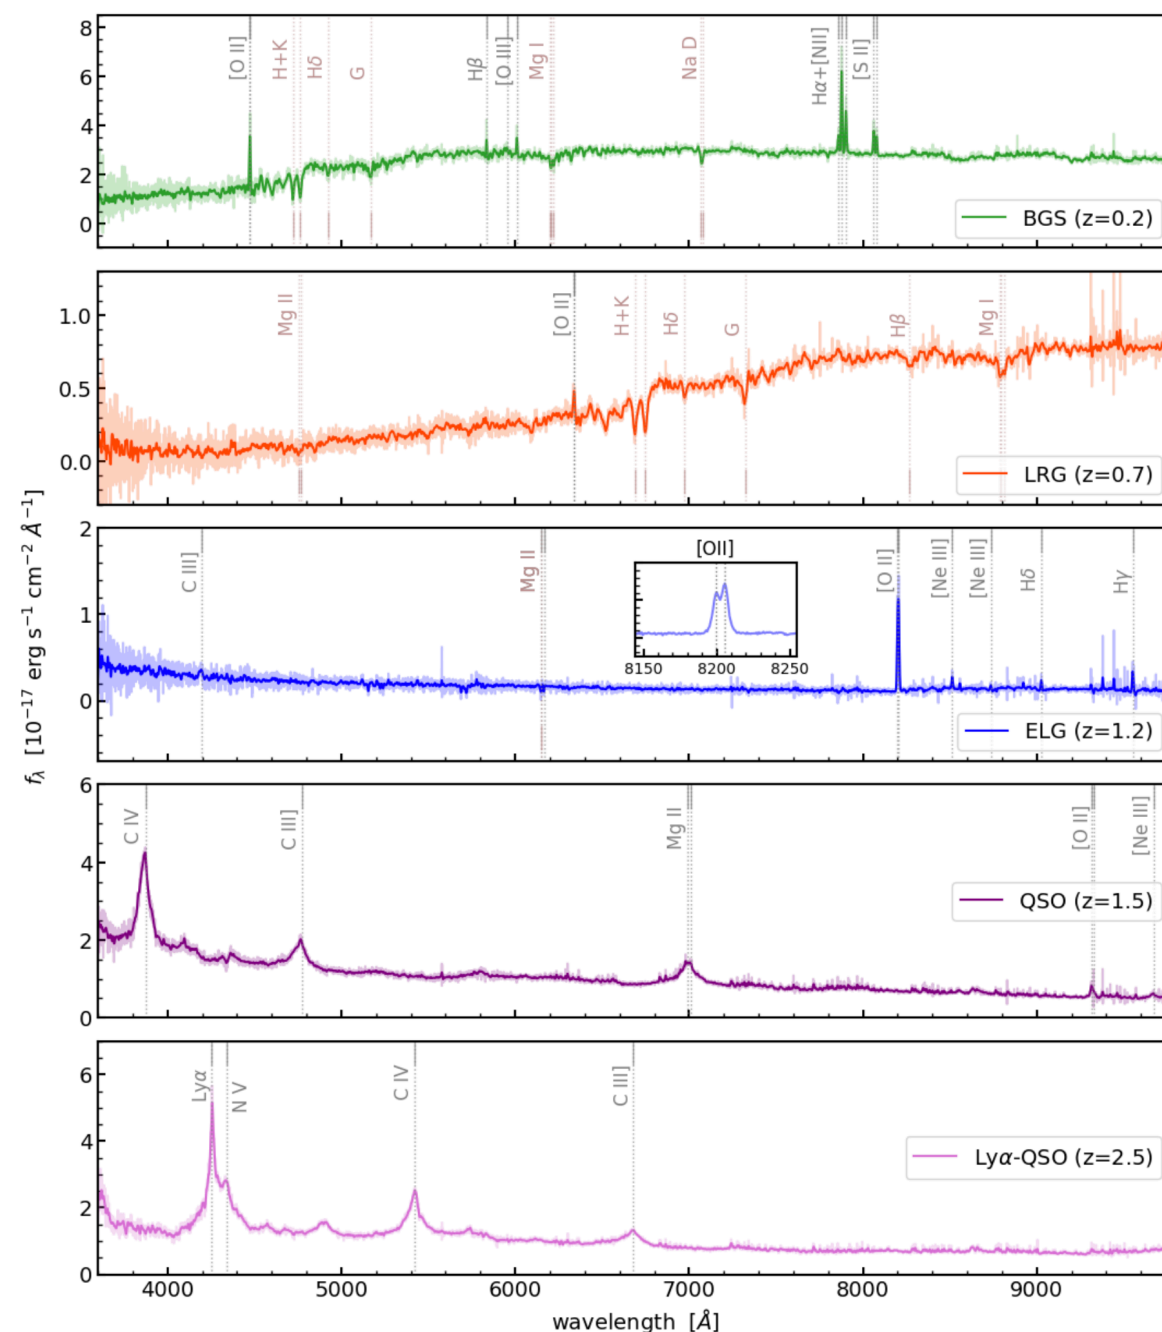 [O II] H+K Hδ G Hβ [O III] Mg I Na D Hα+[NII] [S II]
8
6
4
2
0
BGS (z=0.2)
Mg II [O II] H+K Hδ G Hβ Mg I
1.0
0.5
0.0
LRG (z=0.7)
fλ [10⁻¹⁷ erg s⁻¹ cm⁻² Å⁻¹]
2
C III] Mg II [OII] [O II] [Ne III] [Ne III] Hδ Hγ
8150 8200 8250
1
0
ELG (z=1.2)
6
C IV C III] Mg II [O II] [Ne III]
4
QSO (z=1.5)
2
0
Lyα N V C IV C III]
6
4
Lyα-QSO (z=2.5)
2
0
4000 5000 6000 7000 8000 9000
wavelength [Å]